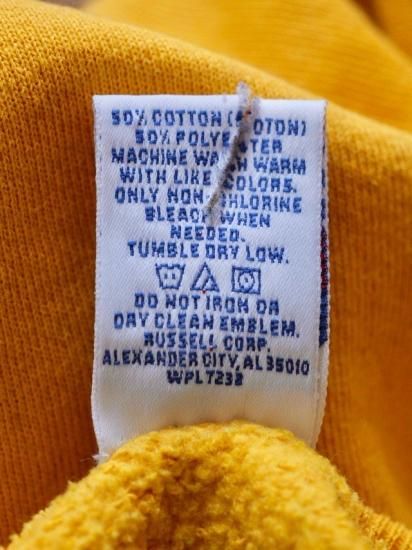 50% COTTON (COTON)
50% POLYESTER
MACHINE WASH WARM
WITH LIKE COLORS.
ONLY NON-CHLORINE
BLEACH WHEN
NEEDED.
TUMBLE DRY LOW.
DO NOT IRON OR
DRY CLEAN EMBLEM.
RUSSELL CORP.
ALEXANDER CITY, AL 35010
WPL7238